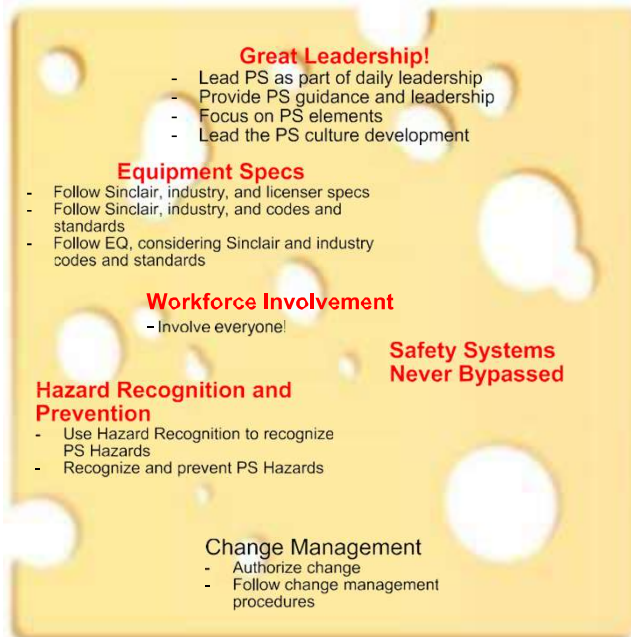 Great Leadership!
- Lead PS as part of daily leadership
- Provide PS guidance and leadership
- Focus on PS elements
- Lead the PS culture development
Equipment Specs
- Follow Sinclair, industry, and licenser specs
- Follow Sinclair, industry, and codes and
standards
- Follow EQ, considering Sinclair and industry
codes and standards
Workforce Involvement
– Involve everyone!
Safety Systems
Never Bypassed
Hazard Recognition and
Prevention
- Use Hazard Recognition to recognize
PS Hazards
- Recognize and prevent PS Hazards
Change Management
- Authorize change
- Follow change management
procedures